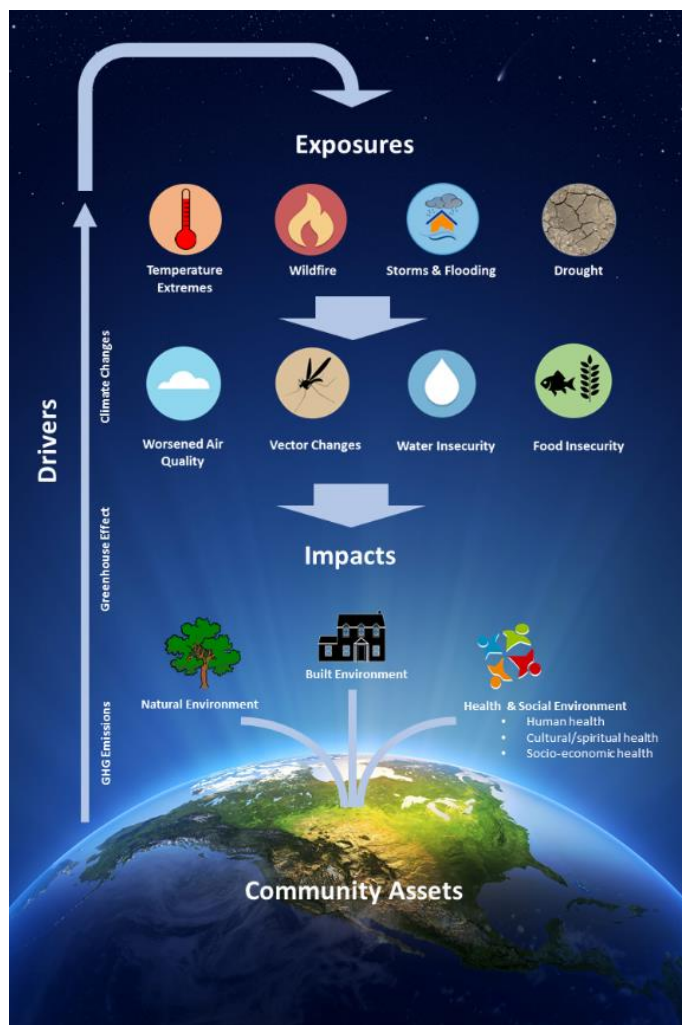 Exposures
Temperature
Extremes
Wildfire
Storms & Flooding
Drought
Worsened Air
Quality
Vector Changes
Water Insecurity
Food Insecurity
Drivers
Climate Changes
Greenhouse Effect
GHG Emissions
Impacts
Natural Environment
Built Environment
Health & Social Environment
• Human health
• Cultural/spiritual health
• Socio-economic health
Community Assets